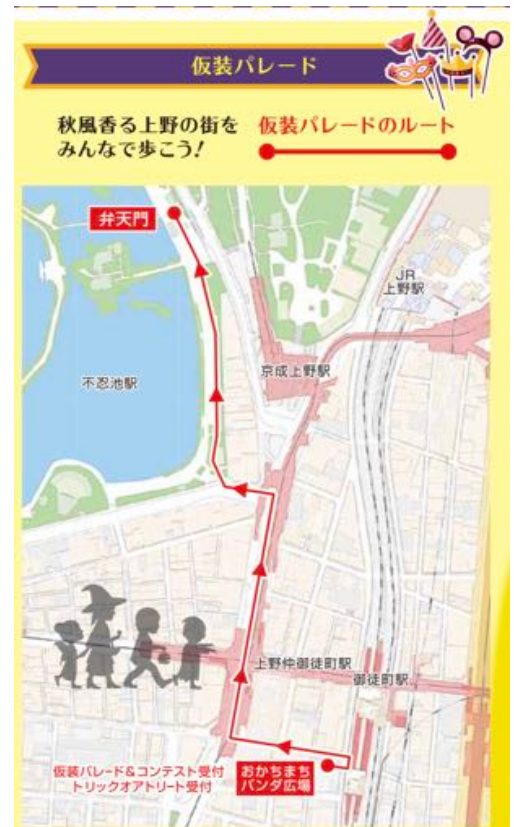 仮装パレード
秋風香る上野の街を
みんなで歩こう!
仮装パレードのルート
弁天門
JR
上野駅
京成上野駅
不忍池駅
上野仲御徒町駅
御徒町駅
仮装パレード&コンテスト受付
トリックオアトリート受付
おかちまち
パンダ広場